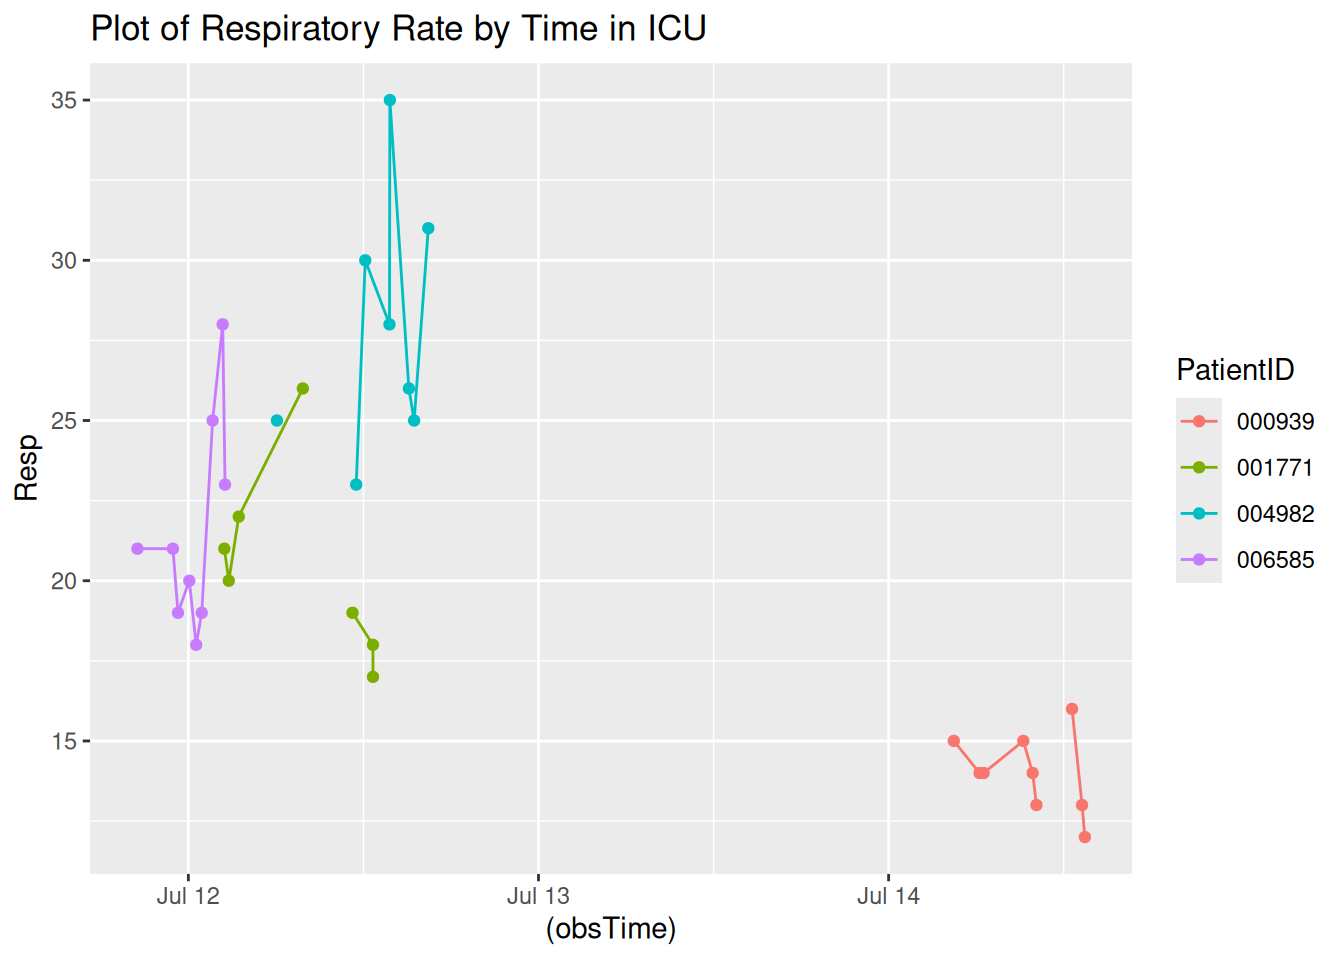 Plot of Respiratory Rate by Time in ICU
35
30
25
20
15
Resp
Jul 12
Jul 13
Jul 14
(obsTime)
PatientID
000939
001771
004982
006585